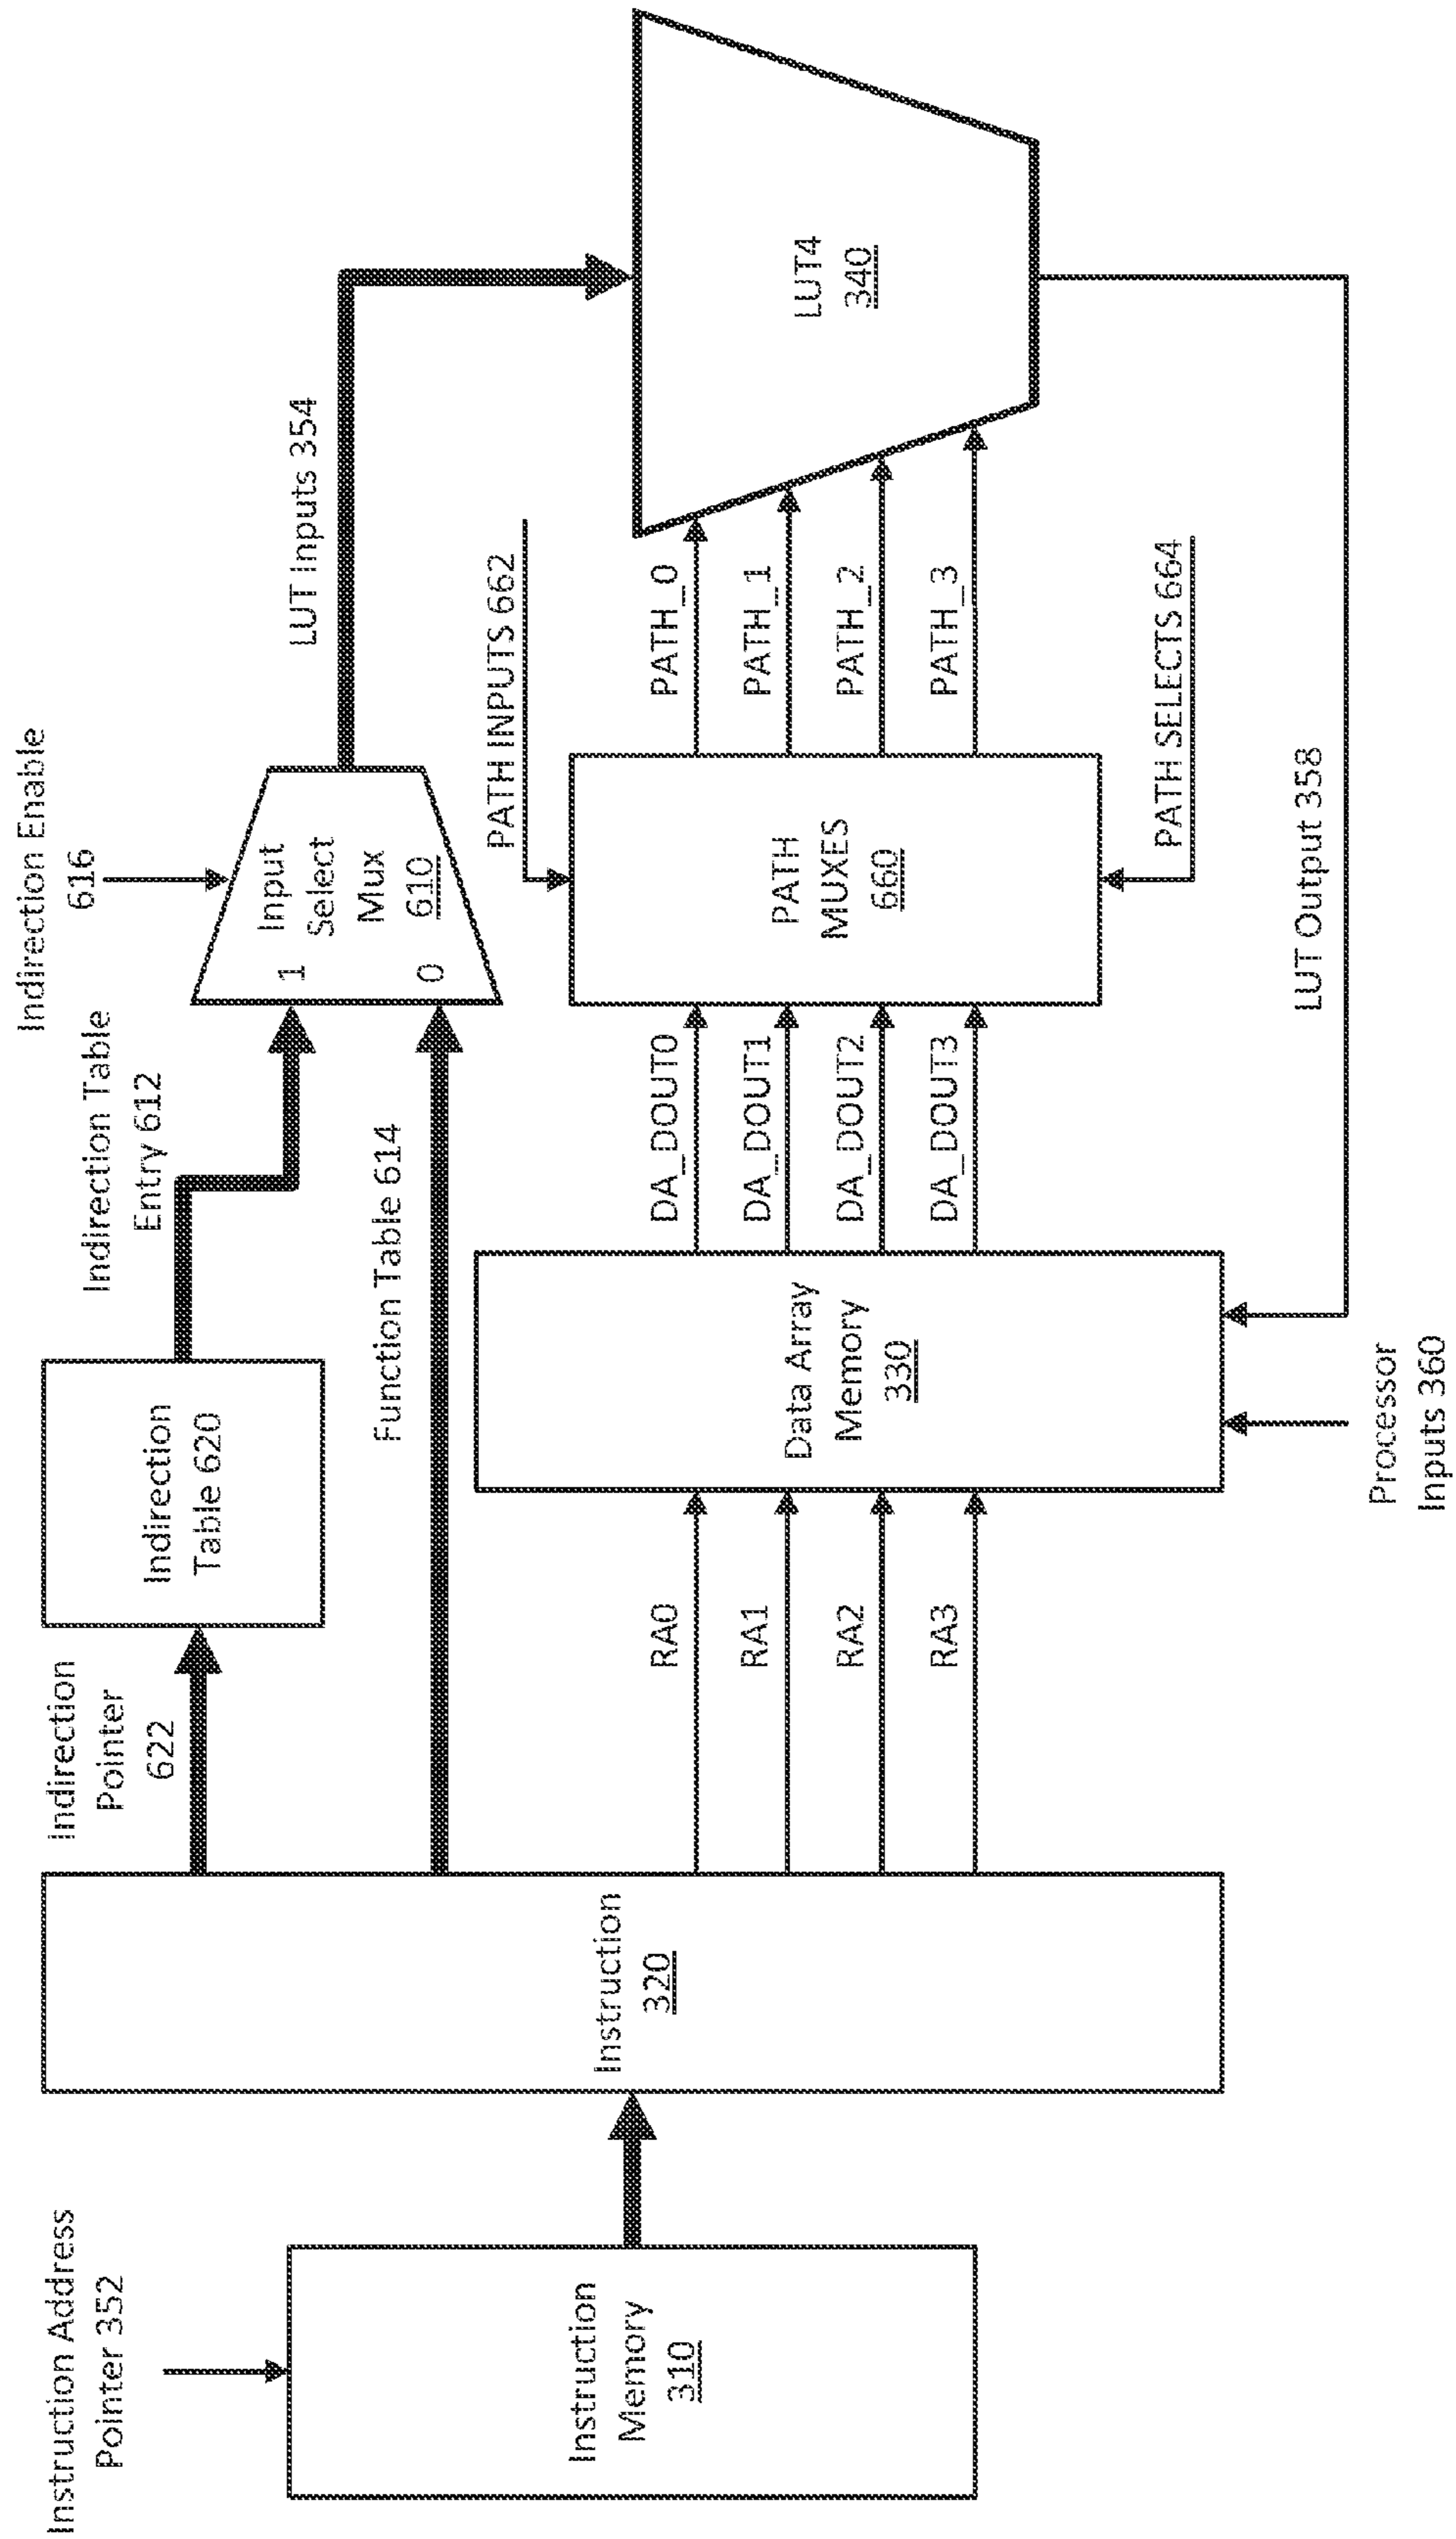 Instruction Address
Pointer 352
Instruction
Memory
310
Instruction
320
Indirection
Pointer
622
Indirection
Table 620
Indirection Table
Entry 612
Indirection Enable
616
Function Table 614
1
0
Input
Select
Mux
610
LUT Inputs 354
RA0
RA1
RA2
RA3
Data Array
Memory
330
Processor
Inputs 360
DA_DOUT0
DA_DOUT1
DA_DOUT2
DA_DOUT3
PATH INPUTS 662
PATH
MUXES
660
PATH SELECTS 664
PATH_0
PATH_1
PATH_2
PATH_3
LUT4
340
LUT Output 358